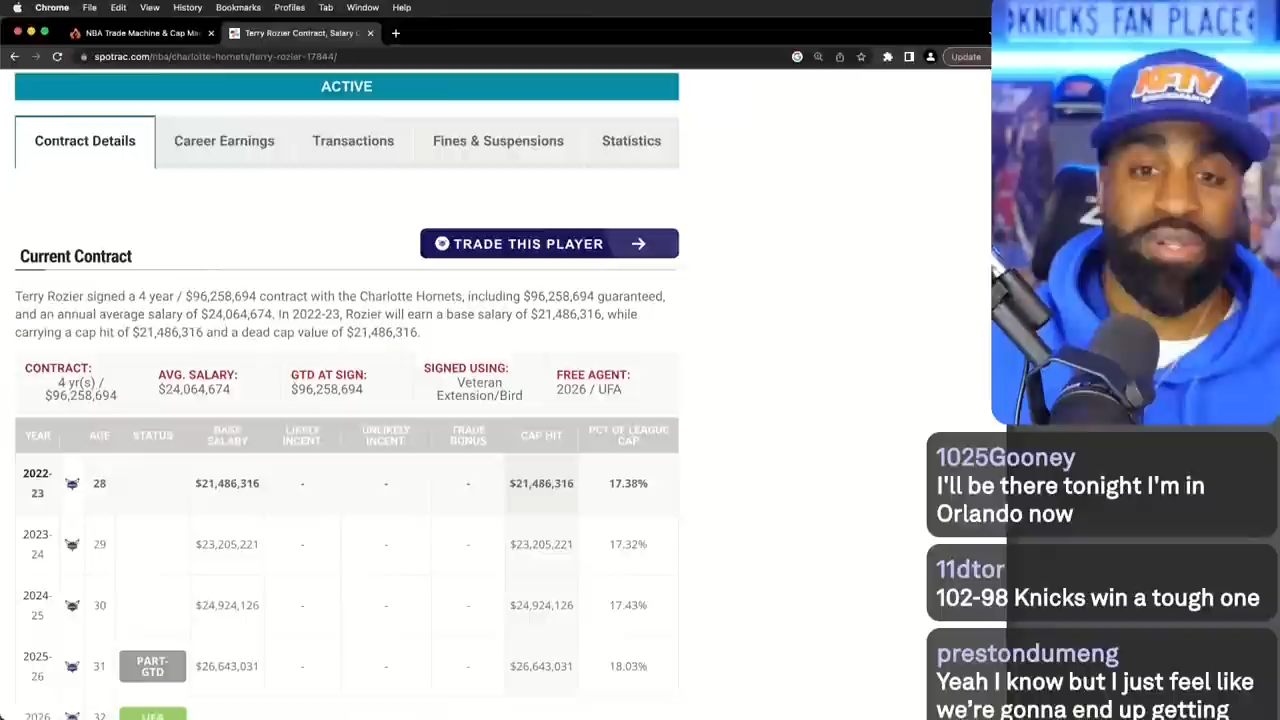 Chrome File Edit View History Bookmarks Profiles Tab Window Help
NBA Trade Machine & Cap Ma
Terry Rozier Contract, Salary
spotrac.com/nba/charlotte-hornets/terry-rozier-17844/
Update
ACTIVE
Contract Details Career Earnings Transactions Fines & Suspensions Statistics
TRADE THIS PLAYER
Current Contract
Terry Rozier signed a 4 year / $96,258,694 contract with the Charlotte Hornets, including $96,258,694 guaranteed,
and an annual average salary of $24,064,674. In 2022-23, Rozier will earn a base salary of $21,486,316, while
carrying a cap hit of $21,486,316 and a dead cap value of $21,486,316.
CONTRACT: AVG. SALARY: GTD AT SIGN: SIGNED USING: FREE AGENT:
4 yr(s) / $24,064,674 $96,258,694 Veteran 2026 / UFA
$96,258,694 Extension/Bird
YEAR AGE STATUS BASE SALARY LIKELY INCENT. UNLIKELY INCENT TRADE BONUS CAP HIT PCT OF LEAGUE CAP
2022-23 28 $21,486,316 - - - $21,486,316 17.38%
2023-24 29 $23,205,221 - - - $23,205,221 17.32%
2024-25 30 $24,924,126 - - - $24,924,126 17.43%
2025-26 31 PART-GTD $26,643,031 - - - $26,643,031 18.03%
2026 32 UFA
KNICKS FAN PLACE
KFTV
1025Gooney
I'll be there tonight I'm in
Orlando now
11dtor
102-98 Knicks win a tough one
prestondumeng
Yeah I know but I just feel like
we're gonna end up getting